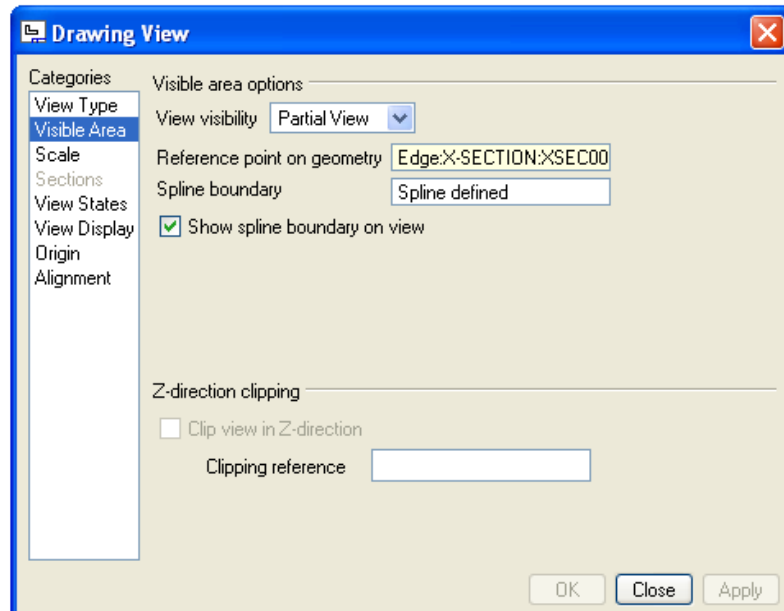 Drawing View
Categories
View Type
Visible Area
Scale
Sections
View States
View Display
Origin
Alignment
Visible area options
View visibility Partial View
Reference point on geometry Edge:X-SECTION:XSEC00
Spline boundary Spline defined
Show spline boundary on view
Z-direction clipping
Clip view in Z-direction
Clipping reference
OK Close Apply